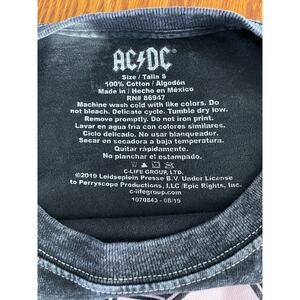 AC⚡DC
Size / Talla S
100% Cotton / Algodón
Made in / Hecho en México
RN# 86947
Machine wash cold with like colors. Do
not bleach. Delicate cycle. Tumble dry low.
Remove promptly. Do not iron print.
Lavar en agua fría con colores similares.
Ciclo delicado. No usar blanqueador.
Secar en secadora a baja temperatura.
Quitar rápidamente.
No planchar el estampado.
C-LIFE GROUP, LTD.
©2019 Leidseplein Presse B.V. Under License
to Perryscope Productions, LLC /Epic Rights, Inc.
c-lifegroup.com
1070843 - 08/19